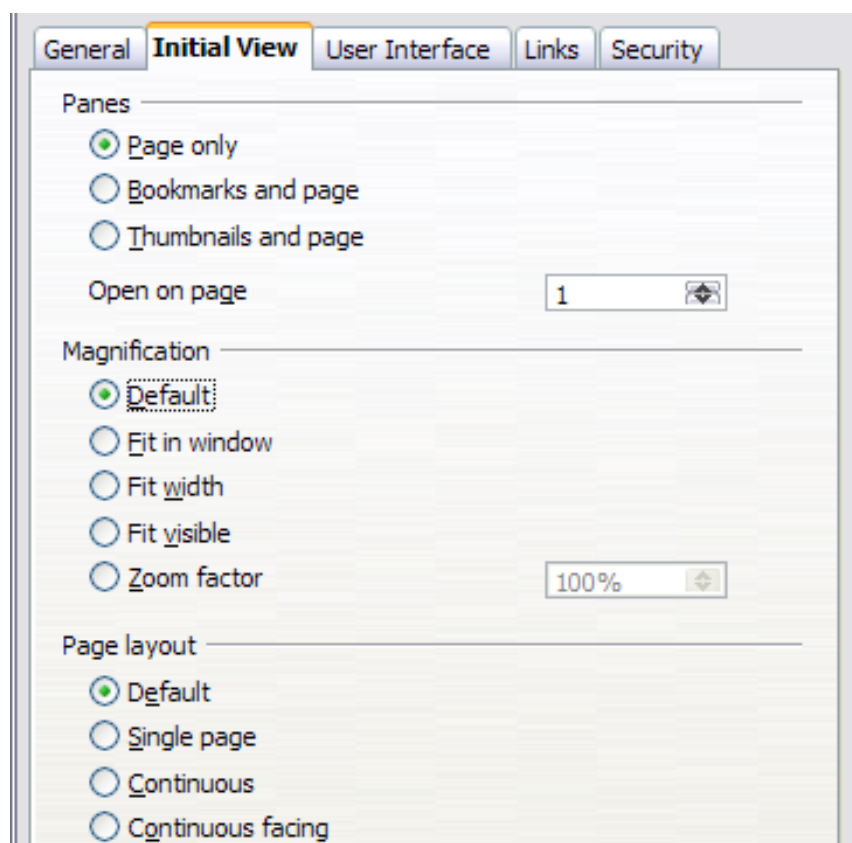 General Initial View User Interface Links Security
Panes
Page only
Bookmarks and page
Thumbnails and page
Open on page 1
Magnification
Default
Fit in window
Fit width
Fit visible
Zoom factor 100%
Page layout
Default
Single page
Continuous
Continuous facing